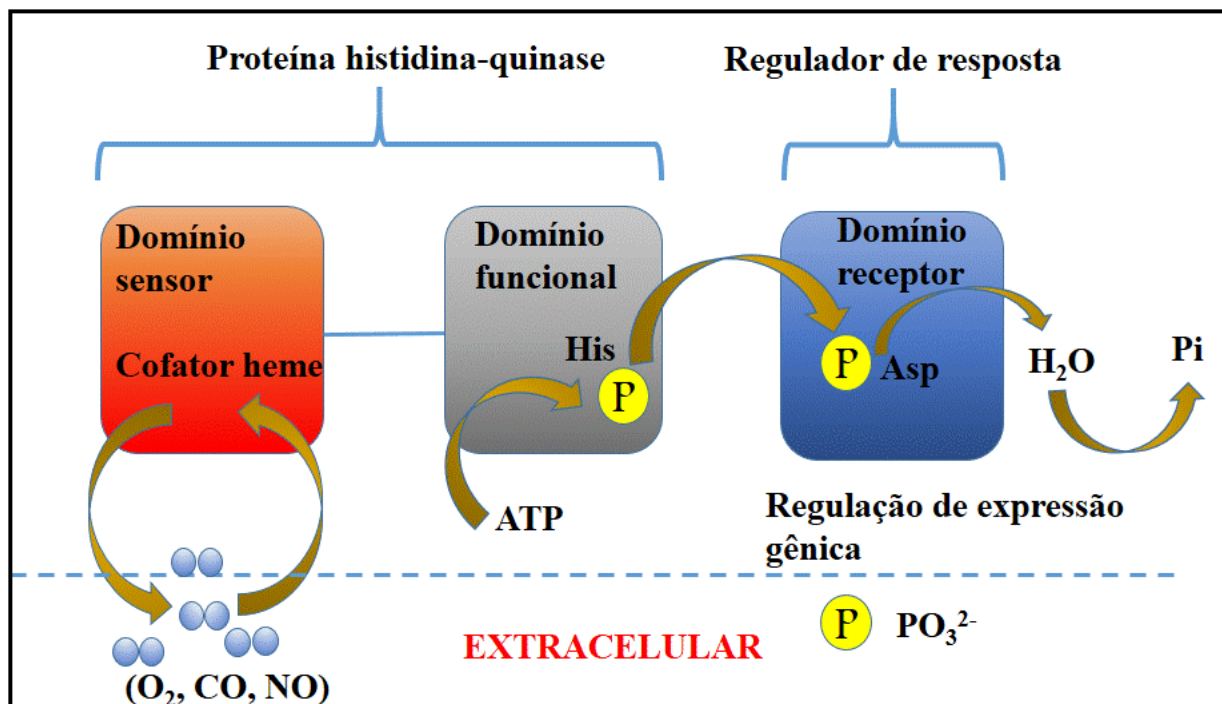 Proteína histidina-quinase
Regulador de resposta
Domínio
sensor
Cofator heme
Domínio
funcional
His
P
ATP
Domínio
receptor
P Asp
H₂O
Pi
Regulação de expressão
gênica
(O₂, CO, NO)
EXTRACELULAR
P PO₃²⁻